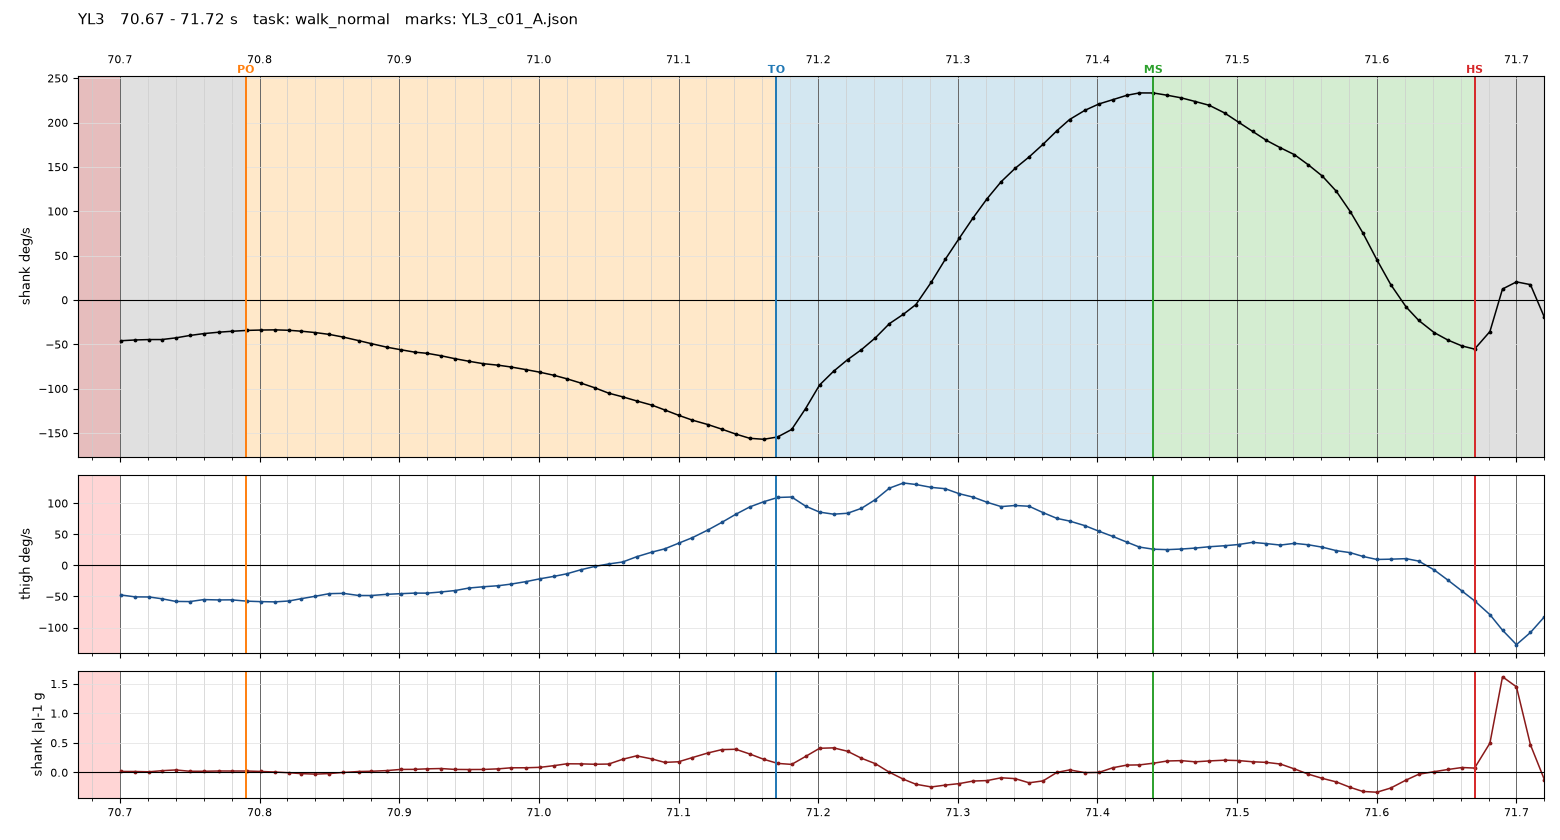 YL3 70.67 - 71.72 s task: walk_normal marks: YL3_c01_A.json
70.7 70.8 70.9 71.0 71.1 71.2 71.3 71.4 71.5 71.6 71.7
PO TO MS HS
250
200
150
100
50
0
−50
−100
−150
shank deg/s
100
50
0
−50
−100
thigh deg/s
1.5
1.0
0.5
0.0
shank |a|-1 g
70.7 70.8 70.9 71.0 71.1 71.2 71.3 71.4 71.5 71.6 71.7